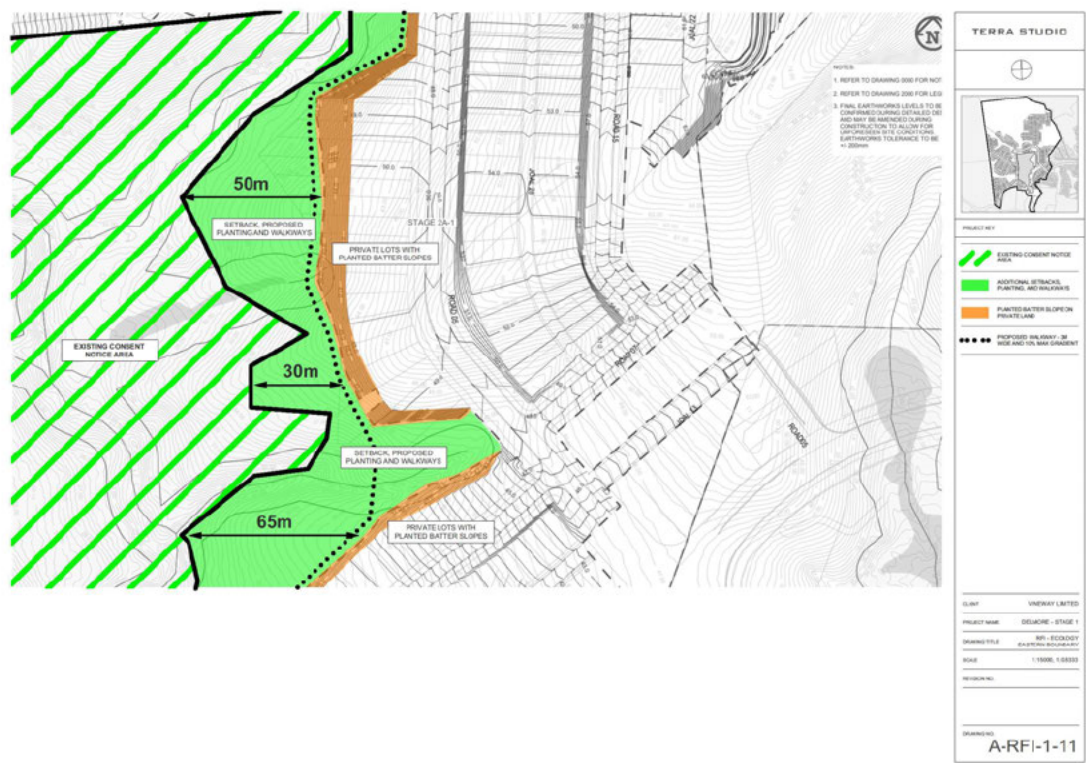 N
NOTES:
1. REFER TO DRAWING 0000 FOR NOT
2. REFER TO DRAWING 2000 FOR LEG
3. FINAL EARTHWORKS LEVELS TO BE
CONFIRMED DURING DETAILED DE
AND MAY BE AMENDED DURING
CONSTRUCTION TO ALLOW FOR
UNFORESEEN SITE CONDITIONS.
EARTHWORKS TOLERANCE TO BE
+/- 200mm
50m
SETBACK, PROPOSED
PLANTING AND WALKWAYS
STAGE 2A-1
PRIVATE LOTS WITH
PLANTED BATTER SLOPES
EXISTING CONSENT
NOTICE AREA
30m
SETBACK, PROPOSED
PLANTING AND WALKWAYS
65m
PRIVATE LOTS WITH
PLANTED BATTER SLOPES
ROAD 05
ROAD05
TERRA STUDIO
PROJECT KEY
EXISTING CONSENT NOTICE
AREA
ADDITIONAL SETBACKS,
PLANTING, AND WALKWAYS
PLANTED BATTER SLOPE ON
PRIVATE LAND
PROPOSED WALKWAY - 3M
WIDE AND 10% MAX GRADIENT
CLIENT VINEWAY LIMITED
PROJECT NAME DELMORE - STAGE 1
DRAWING TITLE RFI - ECOLOGY
EASTERN BOUNDARY
SCALE
REVISION NO.
DRAWING NO.
A-RFI-1-11